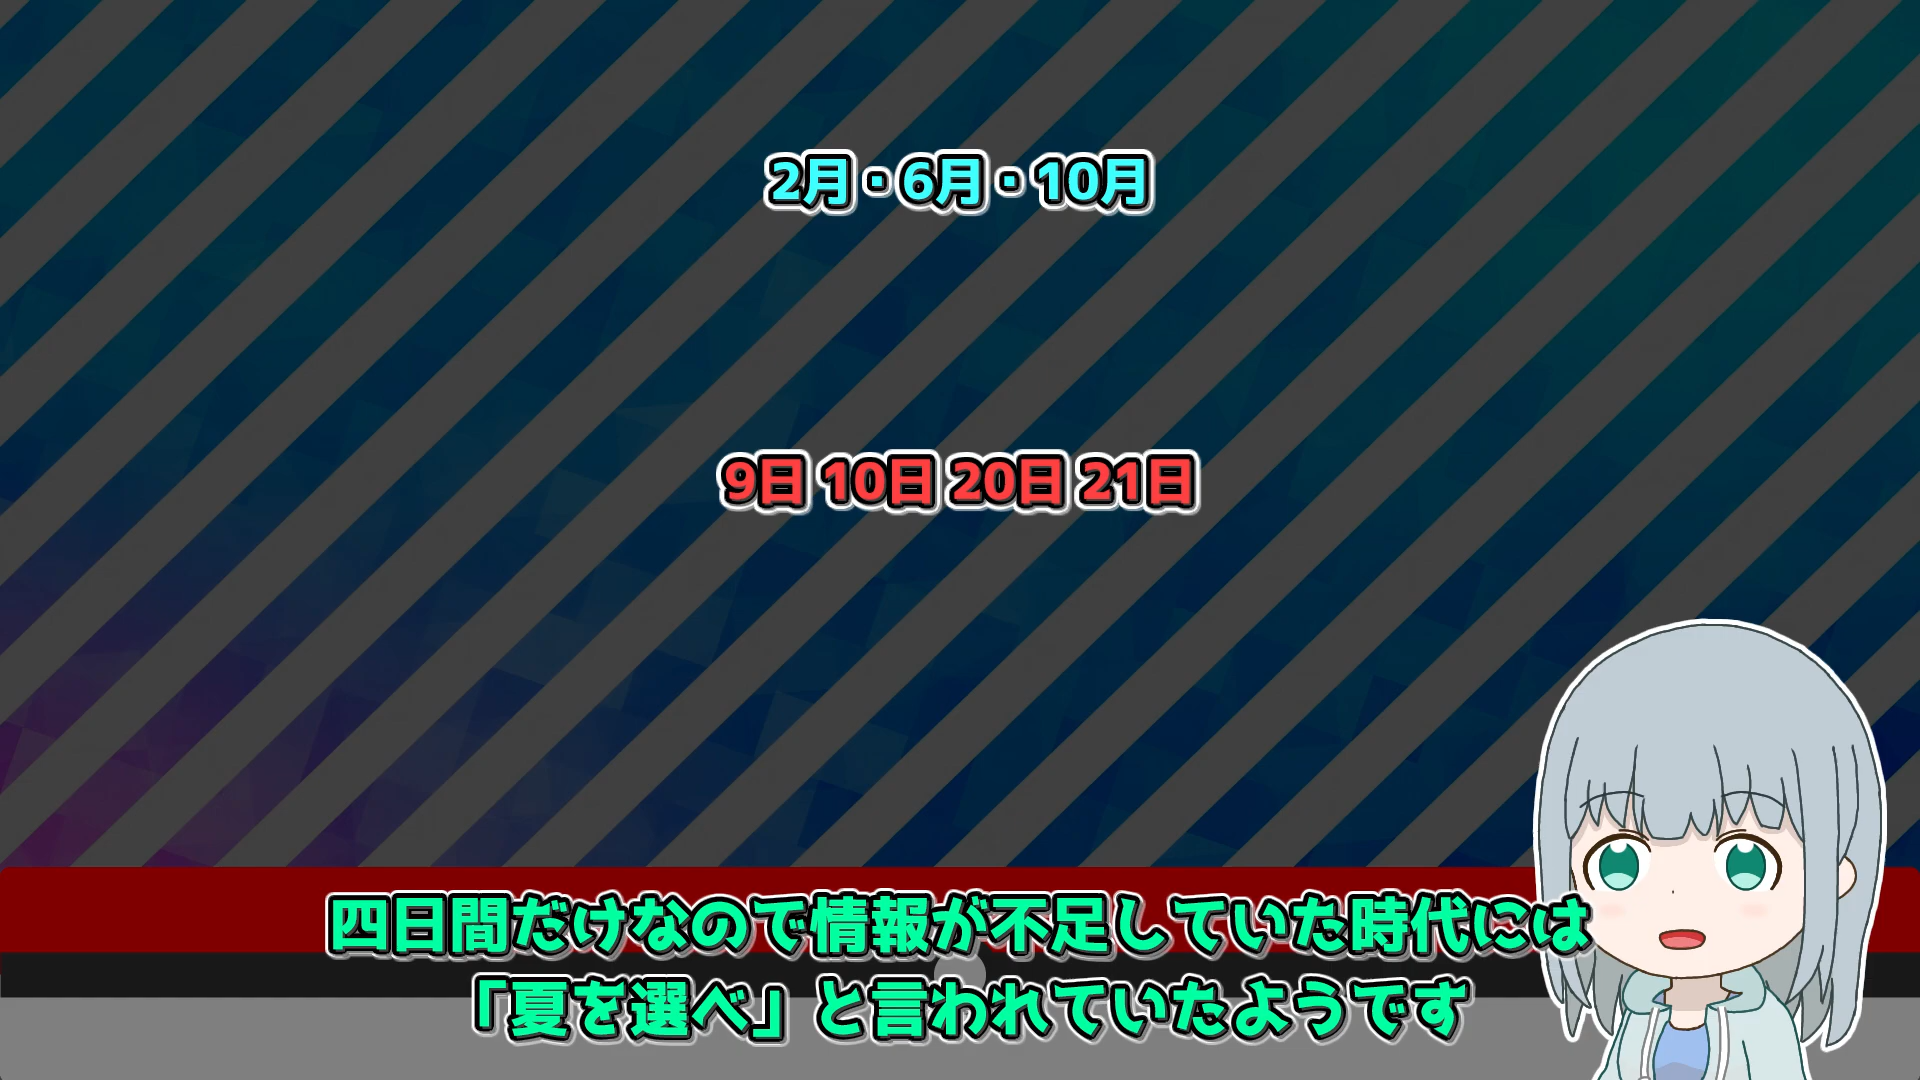 2月・6月・10月
9日 10日 20日 21日
四日間だけなので情報が不足していた時代には
「夏を選べ」と言われていたようです